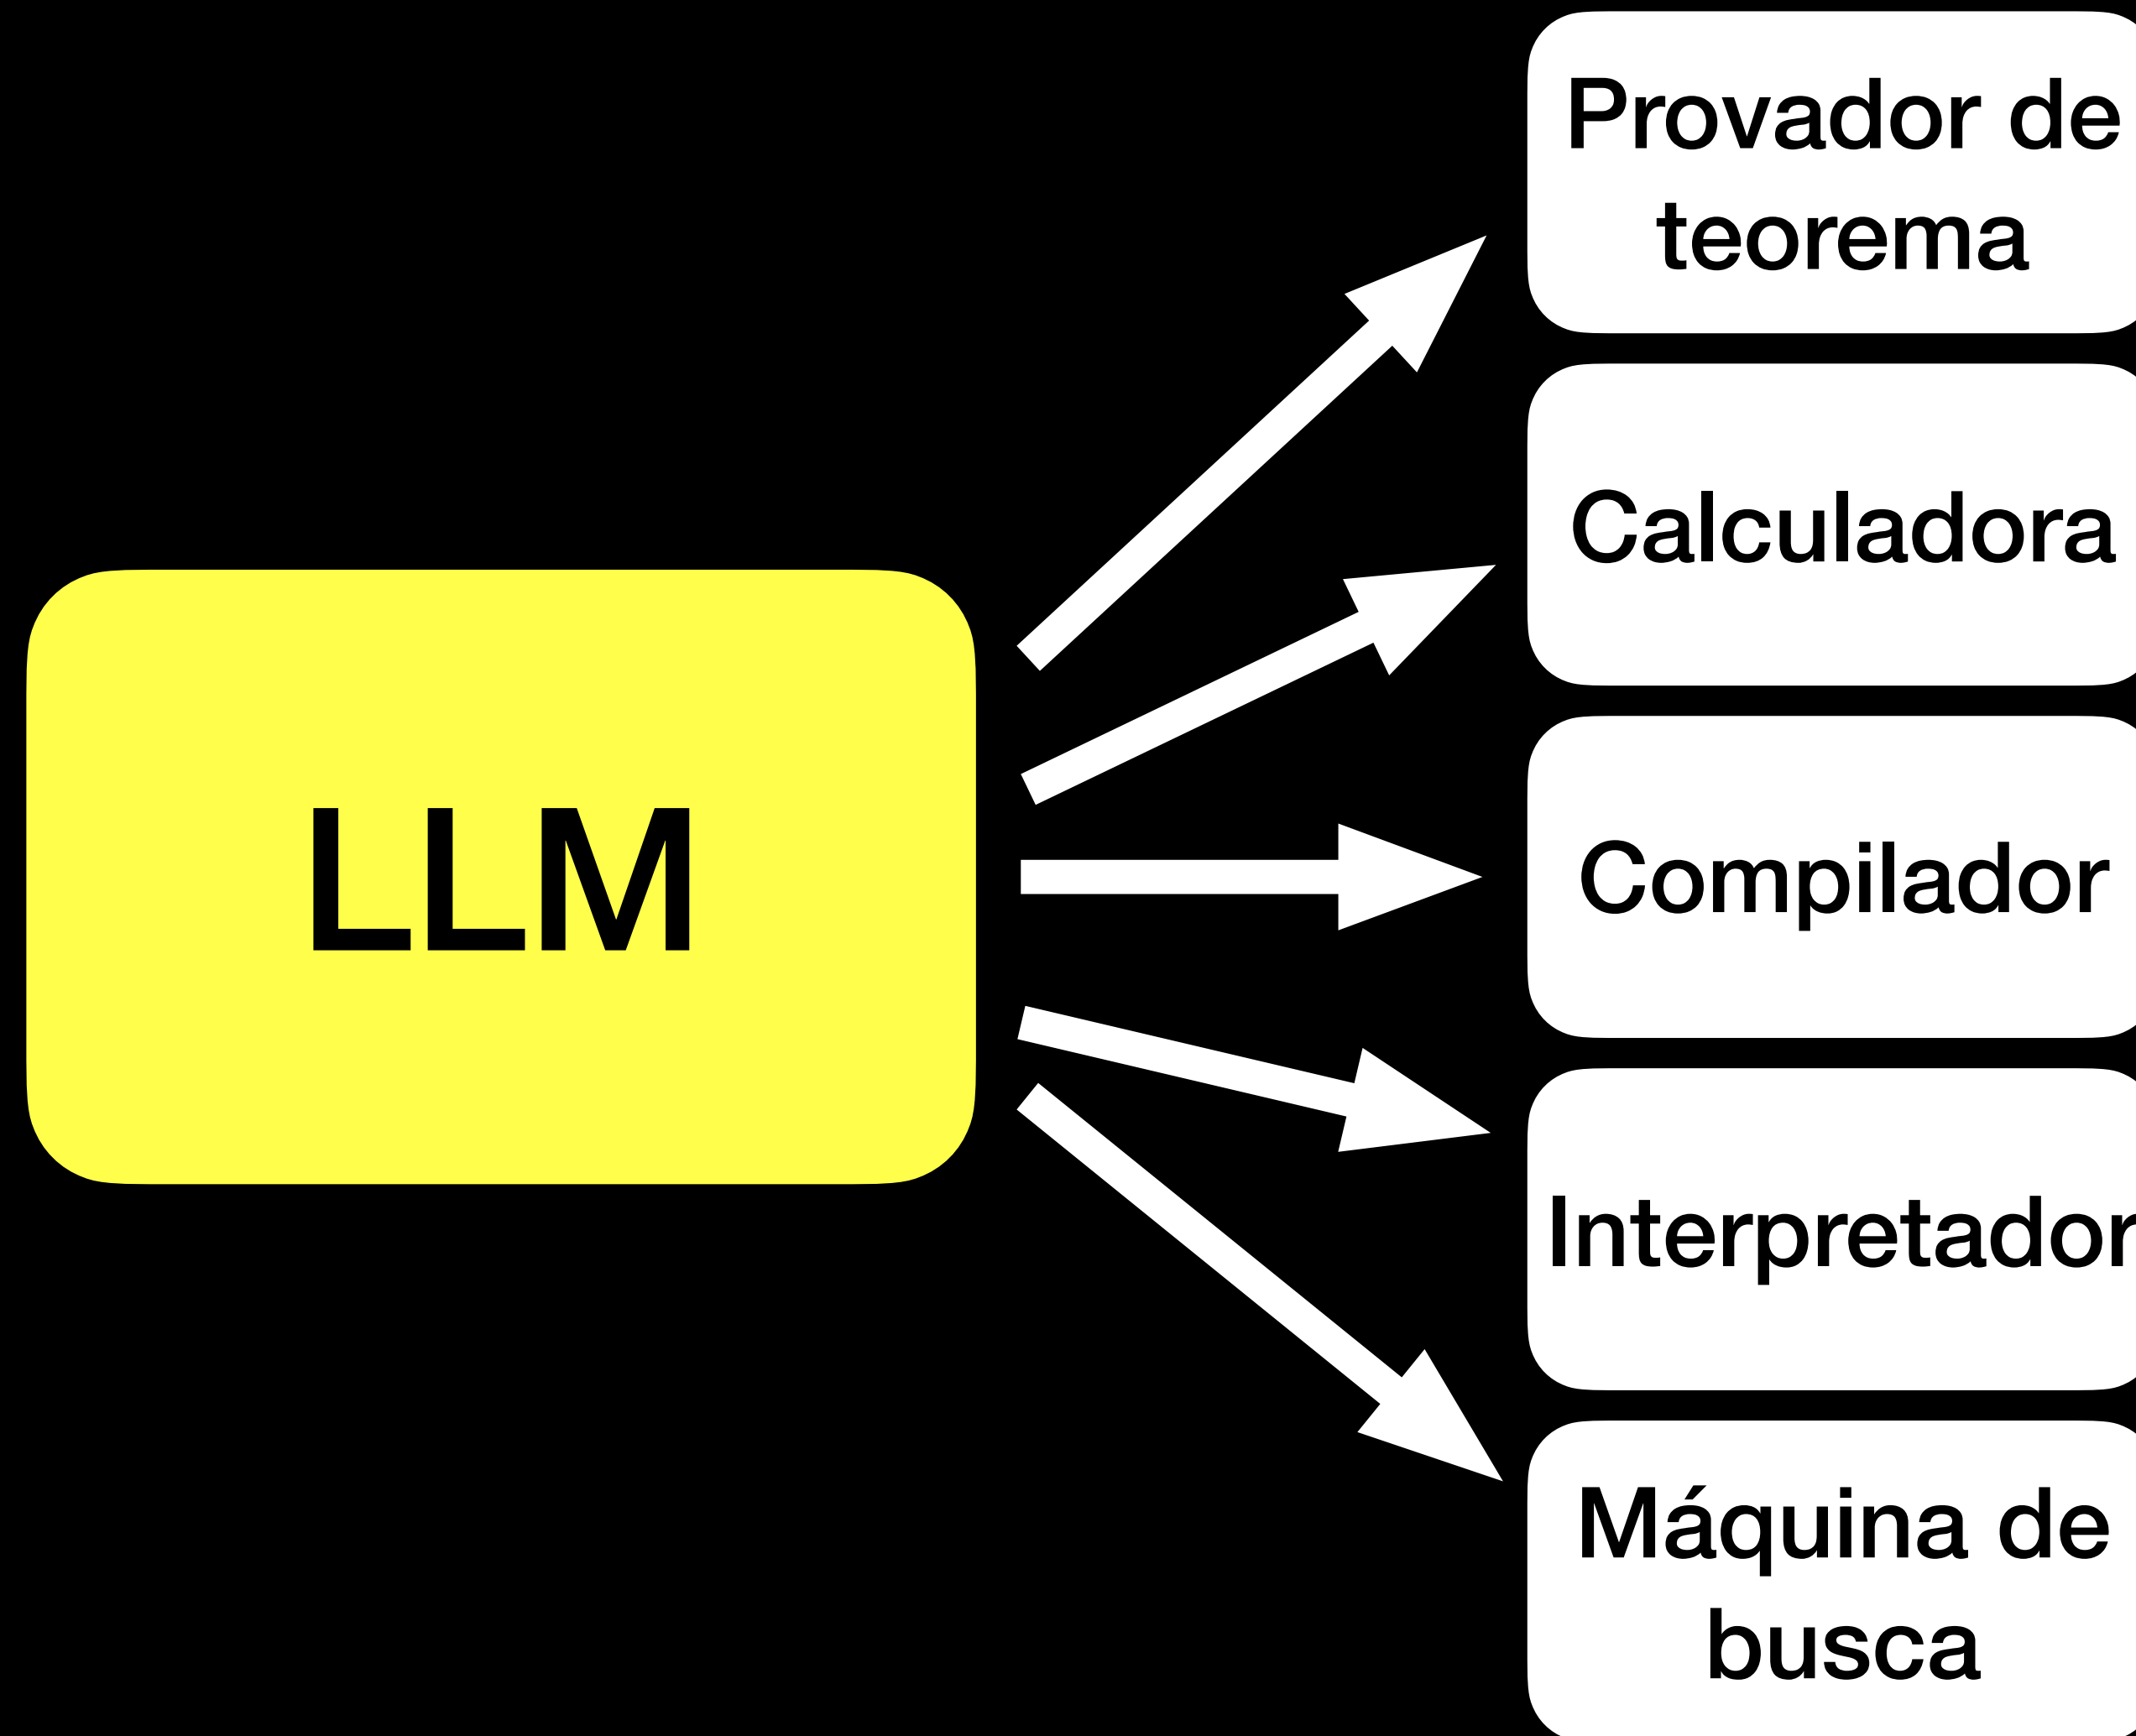 LLM
Provador de
teorema
Calculadora
Compilador
Interpretador
Máquina de
busca